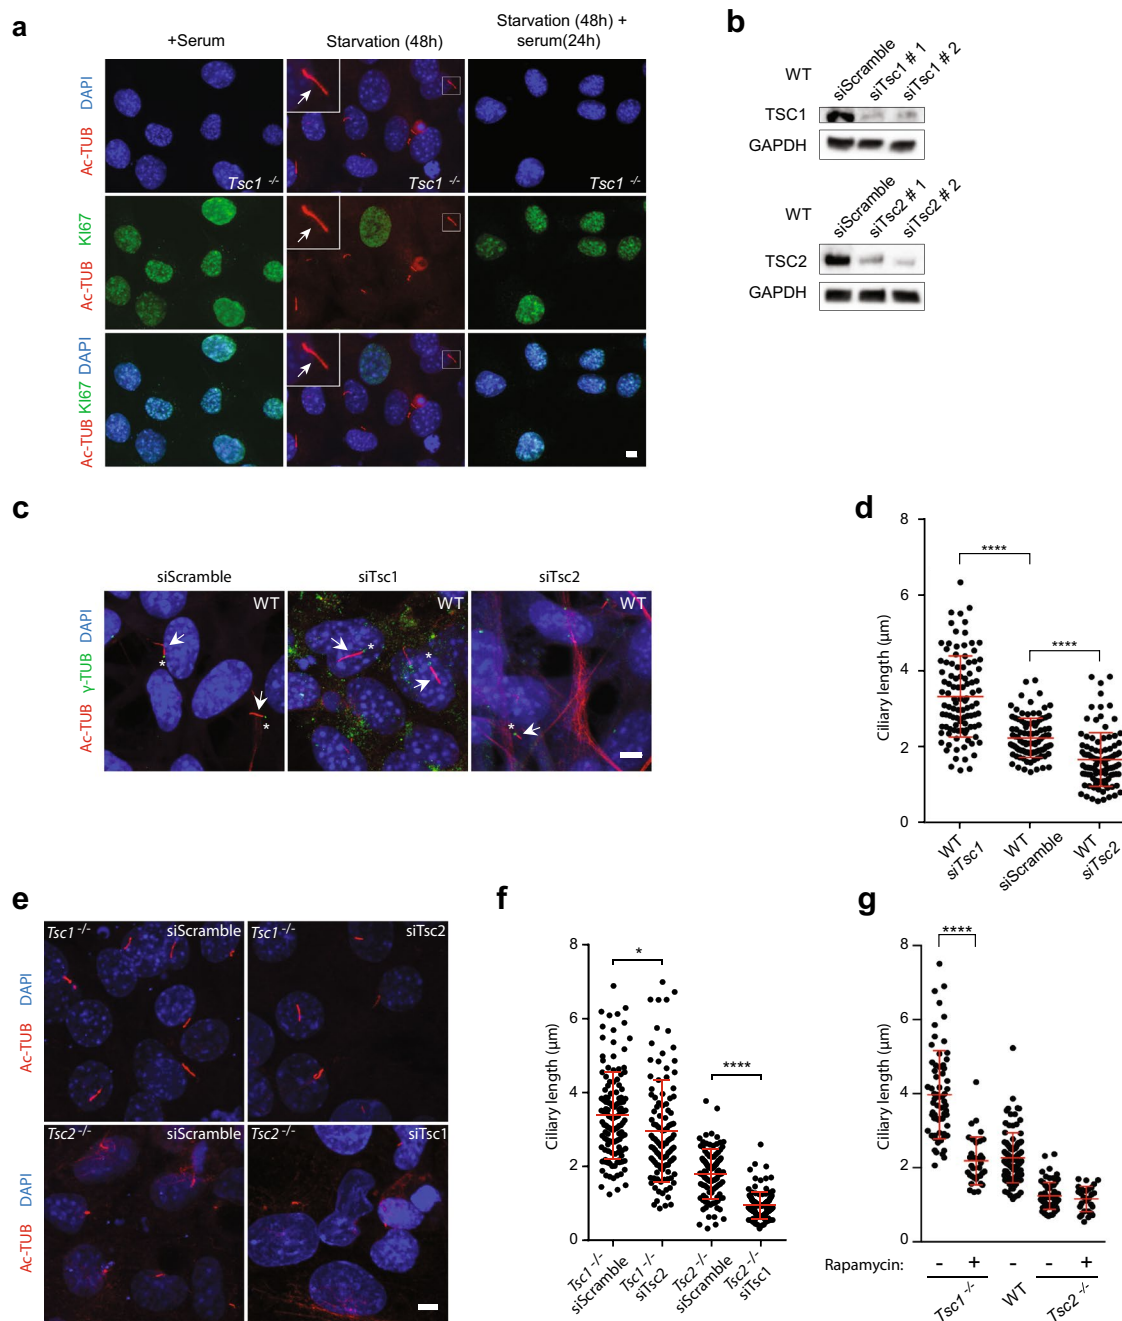 a
+Serum
Starvation (48h)
Starvation (48h) +
serum(24h)
Ac-TUB DAPI
Tsc1 -/-
Tsc1 -/-
Tsc1 -/-
Ac-TUB KI67
Ac-TUB KI67 DAPI
b
WT
siScramble
siTsc1 # 1
siTsc1 # 2
TSC1
GAPDH
WT
siScramble
siTsc2 # 1
siTsc2 # 2
TSC2
GAPDH
c
siScramble
siTsc1
siTsc2
Ac-TUB γ-TUB DAPI
WT
WT
WT
*
*
*
*
*
d
Ciliary length (μm)
8
6
4
2
0
****
****
WT
siTsc1
WT
siScramble
WT
siTsc2
e
Ac-TUB DAPI
Tsc1 -/-
siScramble
Tsc1 -/-
siTsc2
Ac-TUB DAPI
Tsc2 -/-
siScramble
Tsc2 -/-
siTsc1
f
Ciliary length (μm)
8
6
4
2
0
*
****
Tsc1 -/-
siScramble
Tsc1 -/-
siTsc2
Tsc2 -/-
siScramble
Tsc2 -/-
siTsc1
g
Ciliary length (μm)
8
6
4
2
0
****
Rapamycin: - + - - +
Tsc1 -/-
WT
Tsc2 -/-